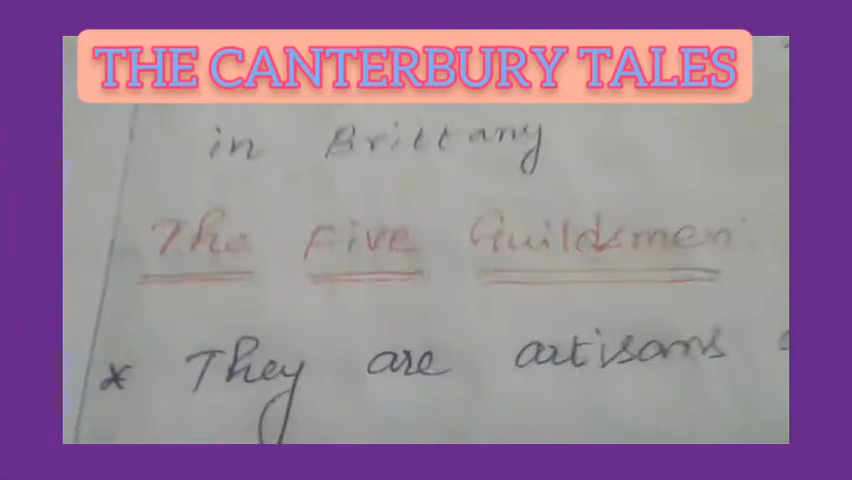 THE CANTERBURY TALES
in Brittany
The Five Guildsmen
* They are artisans